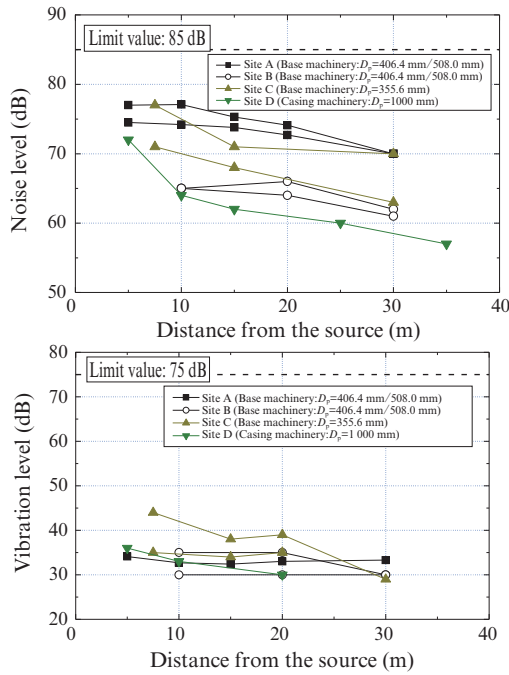 Limit value: 85 dB
Site A (Base machinery:Dp=406.4 mm/508.0 mm)
Site B (Base machinery:Dp=406.4 mm/508.0 mm)
Site C (Base machinery:Dp=355.6 mm)
Site D (Casing machinery:Dp=1000 mm)
Noise level (dB)
90
80
70
60
50
0 10 20 30 40
Distance from the source (m)
Limit value: 75 dB
Site A (Base machinery:Dp=406.4 mm/508.0 mm)
Site B (Base machinery:Dp=406.4 mm/508.0 mm)
Site C (Base machinery:Dp=355.6 mm)
Site D (Casing machinery:Dp=1 000 mm)
Vibration level (dB)
80
70
60
50
40
30
20
0 10 20 30 40
Distance from the source (m)